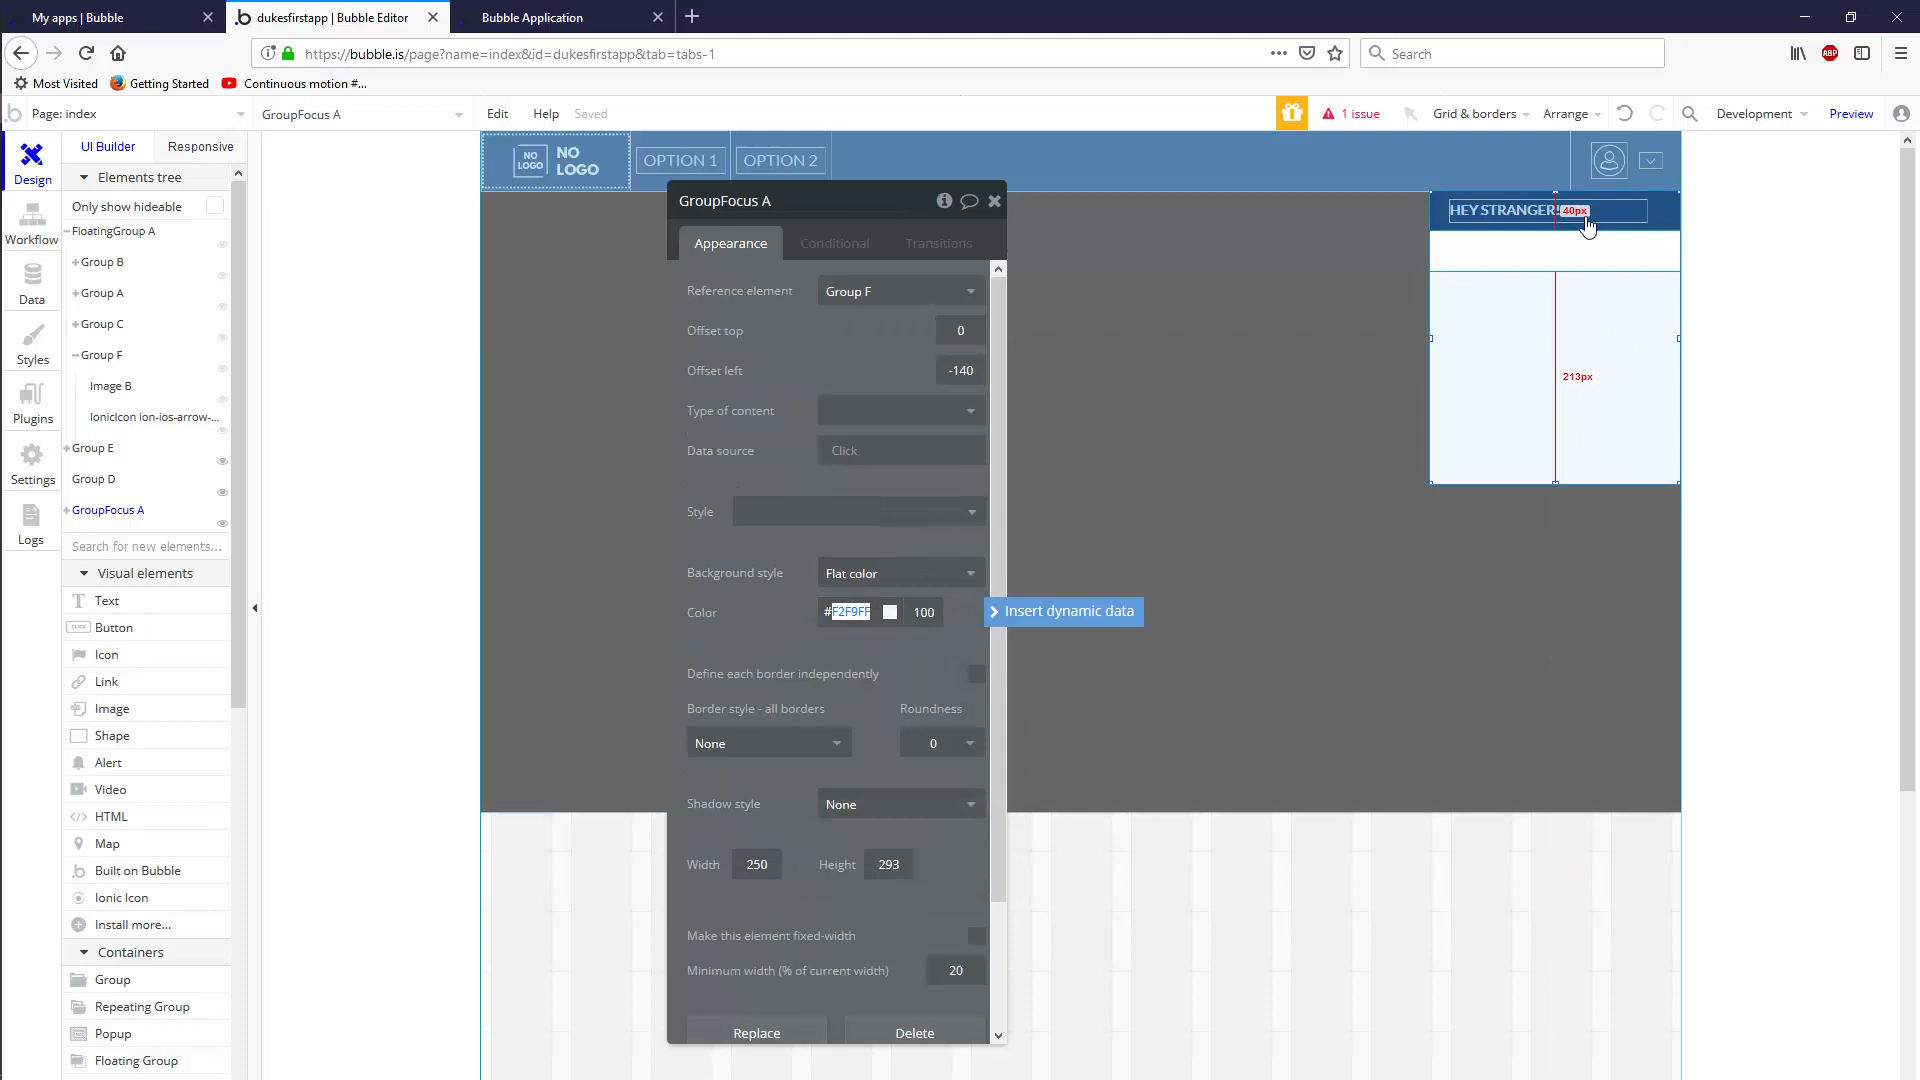 My apps | Bubble
dukesfirstapp | Bubble Editor
Bubble Application
https://bubble.is/page?name=index&id=dukesfirstapp&tab=tabs-1
Search
Most Visited
Getting Started
Continuous motion #...
Page: index
GroupFocus A
Edit
Help
Saved
1 issue
Grid & borders
Arrange
Development
Preview
Design
Workflow
Data
Styles
Plugins
Settings
Logs
UI Builder
Responsive
Elements tree
Only show hideable
FloatingGroup A
Group B
Group A
Group C
Group F
Image B
IonicIcon ion-ios-arrow-...
Group E
Group D
GroupFocus A
Search for new elements...
Visual elements
Text
CLICK
Button
Icon
Link
Image
Shape
Alert
Video
HTML
Map
Built on Bubble
Ionic Icon
Install more...
Containers
Group
Repeating Group
Popup
Floating Group
NO LOGO
NO LOGO
OPTION 1
OPTION 2
HEY STRANGER
40px
213px
GroupFocus A
Appearance
Conditional
Transitions
Reference element
Group F
Offset top
0
Offset left
-140
Type of content
Data source
Click
Style
Background style
Flat color
Color
#F2F9FF
100
Insert dynamic data
Define each border independently
Border style - all borders
Roundness
None
0
Shadow style
None
Width
250
Height
293
Make this element fixed-width
Minimum width (% of current width)
20
Replace
Delete
ABP